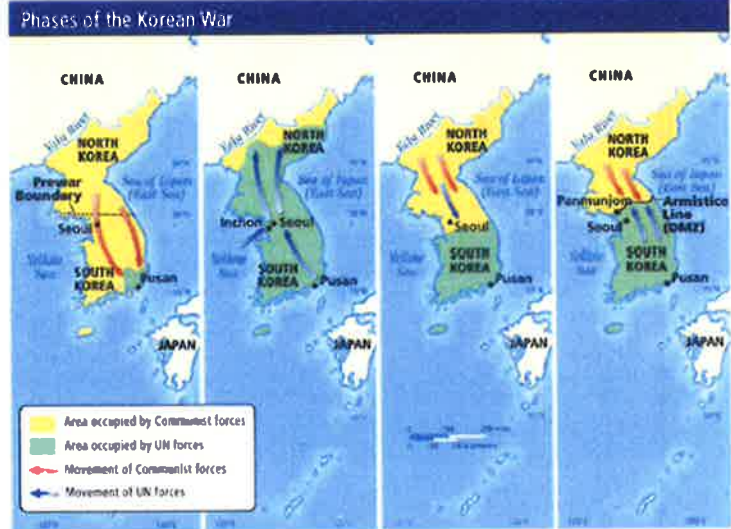 Phases of the Korean War
CHINA
Yalu River
NORTH
KOREA
Prewar
Boundary
Sea of Japan
(East Sea)
Seoul
Yellow
Sea
SOUTH
KOREA
Pusan
JAPAN
CHINA
Yalu River
NORTH
KOREA
Sea of Japan
(East Sea)
Inchon
Seoul
Yellow
Sea
SOUTH
KOREA
Pusan
JAPAN
CHINA
Yalu River
NORTH
KOREA
Sea of Japan
(East Sea)
Seoul
Yellow
Sea
SOUTH
KOREA
Pusan
JAPAN
CHINA
Yalu River
NORTH
KOREA
Sea of Japan
(East Sea)
Panmunjom
Armistice
Line
(DMZ)
Seoul
Yellow
Sea
SOUTH
KOREA
Pusan
JAPAN
Area occupied by Communist forces
Area occupied by UN forces
Movement of Communist forces
Movement of UN forces